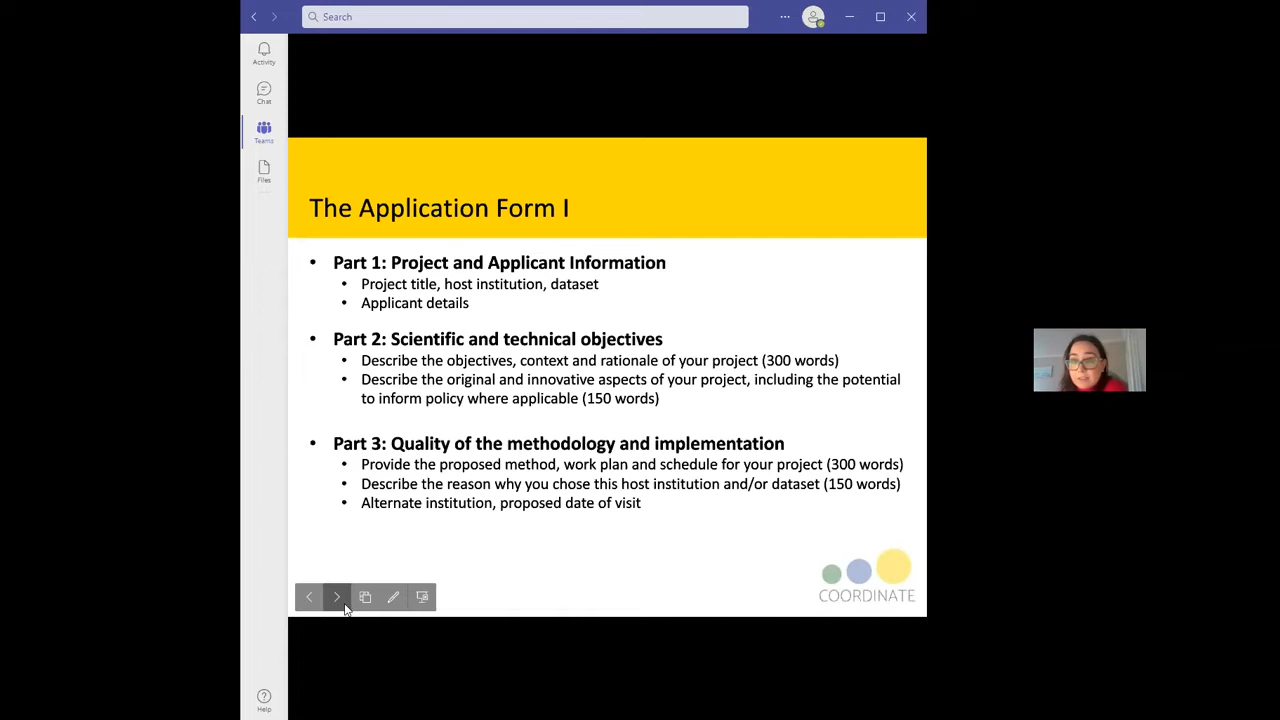 Search
Activity
Chat
Teams
Files
The Application Form I
• Part 1: Project and Applicant Information
• Project title, host institution, dataset
• Applicant details
• Part 2: Scientific and technical objectives
• Describe the objectives, context and rationale of your project (300 words)
• Describe the original and innovative aspects of your project, including the potential
to inform policy where applicable (150 words)
• Part 3: Quality of the methodology and implementation
• Provide the proposed method, work plan and schedule for your project (300 words)
• Describe the reason why you chose this host institution and/or dataset (150 words)
• Alternate institution, proposed date of visit
COORDINATE
Help